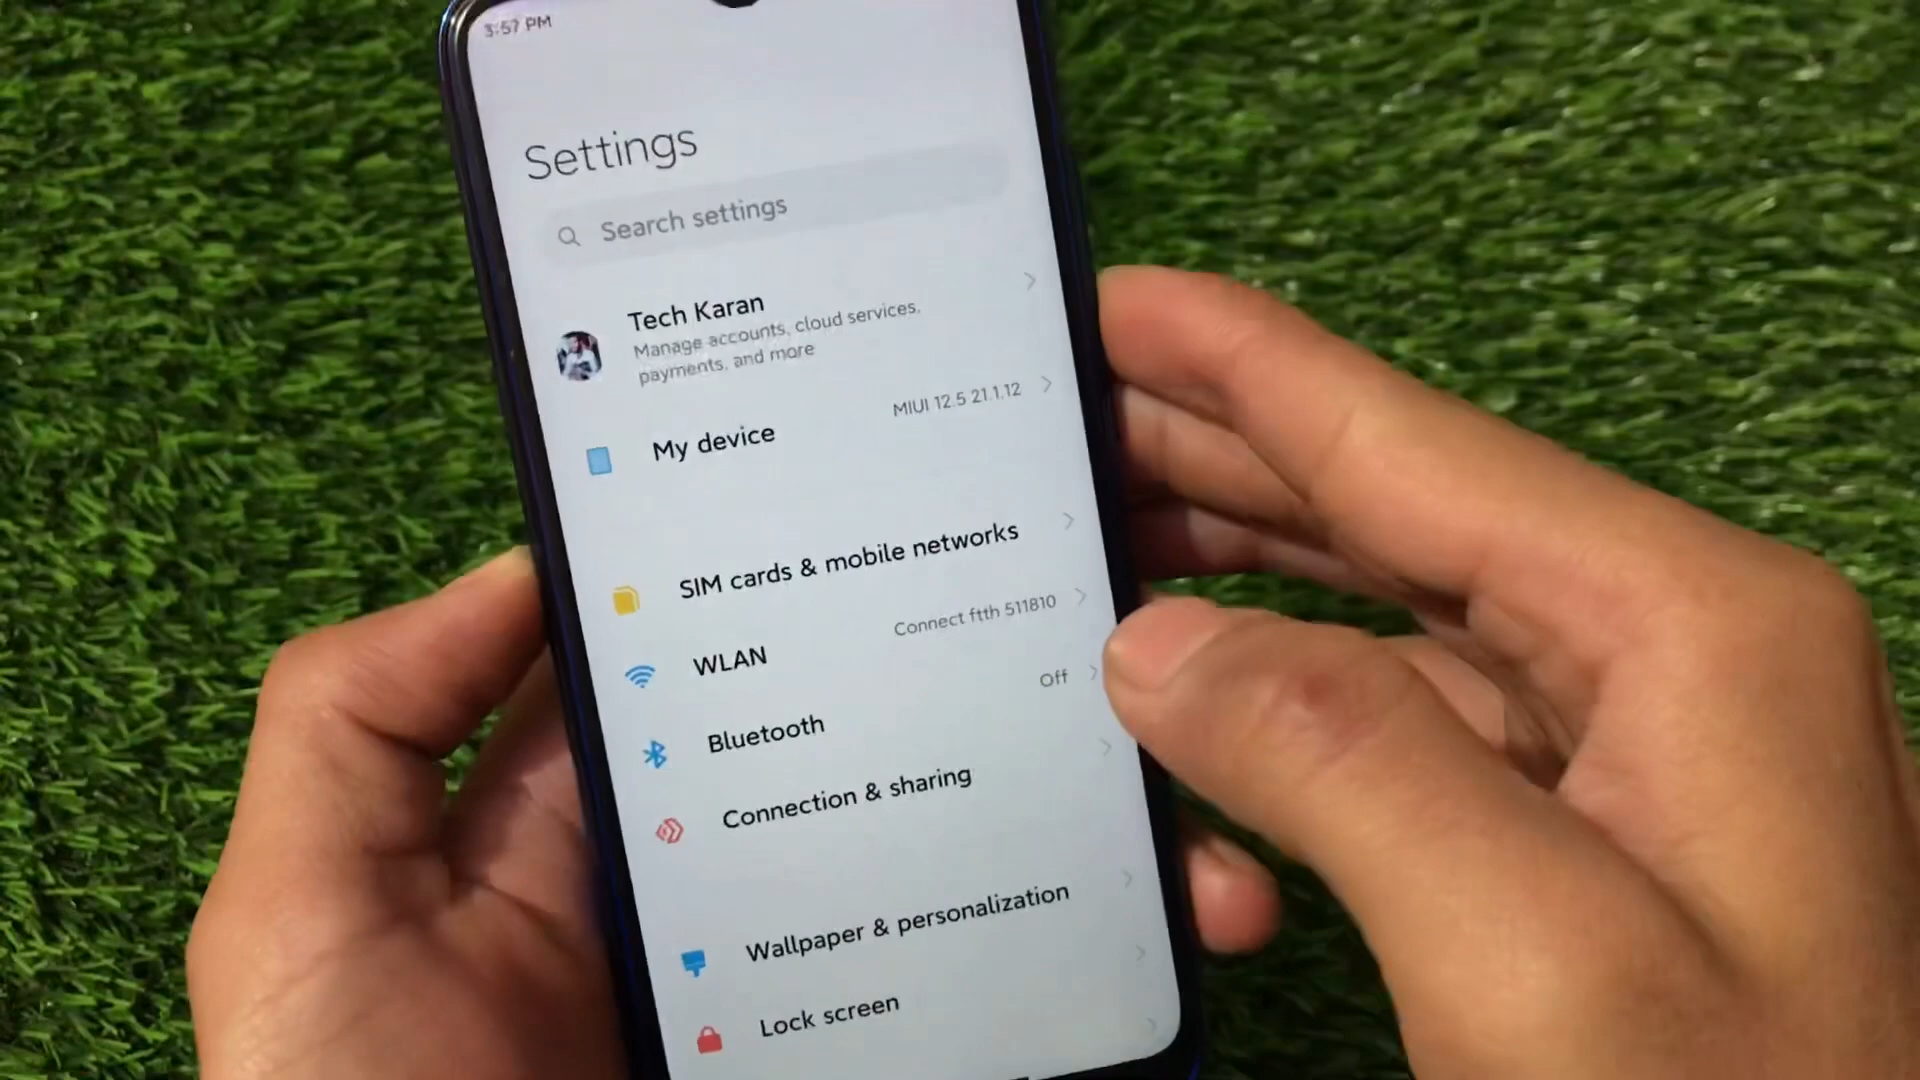 3:57 PM
Settings
Search settings
Tech Karan
Manage accounts, cloud services,
payments, and more
My device
MIUI 12.5 21.1.12
SIM cards & mobile networks
WLAN
Connect ftth 511810
Bluetooth
Off
Connection & sharing
Wallpaper & personalization
Lock screen